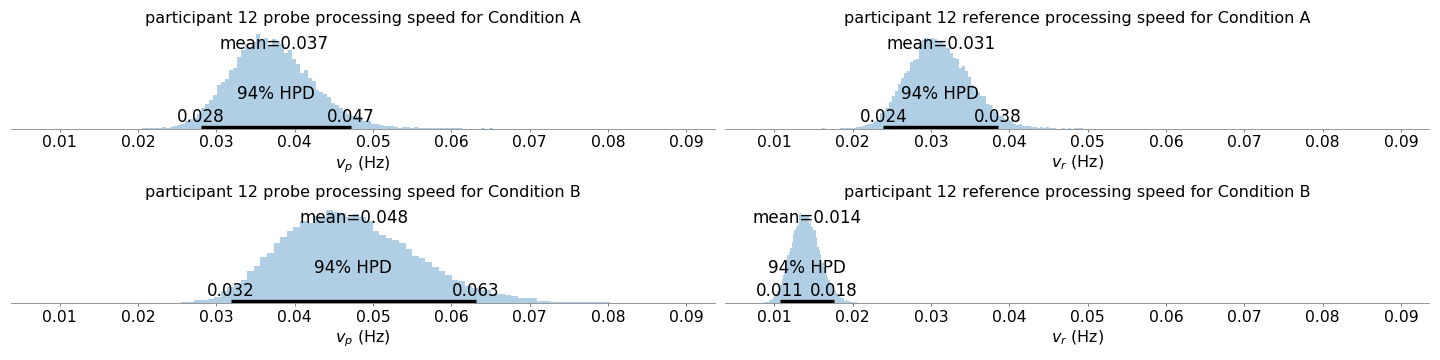 participant 12 probe processing speed for Condition A
mean=0.037
94% HPD
0.028 0.047
0.01 0.02 0.03 0.04 0.05 0.06 0.07 0.08 0.09
v_p (Hz)
participant 12 reference processing speed for Condition A
mean=0.031
94% HPD
0.024 0.038
0.01 0.02 0.03 0.04 0.05 0.06 0.07 0.08 0.09
v_r (Hz)
participant 12 probe processing speed for Condition B
mean=0.048
94% HPD
0.032 0.063
0.01 0.02 0.03 0.04 0.05 0.06 0.07 0.08 0.09
v_p (Hz)
participant 12 reference processing speed for Condition B
mean=0.014
94% HPD
0.011 0.018
0.01 0.02 0.03 0.04 0.05 0.06 0.07 0.08 0.09
v_r (Hz)